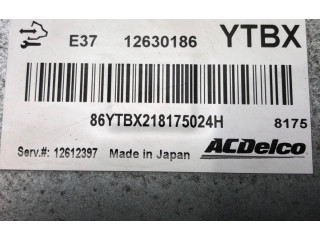 E37 12630186 YTBX
86YTBX218175024H 8175
Serv.#: 12612397 Made in Japan ACDelco